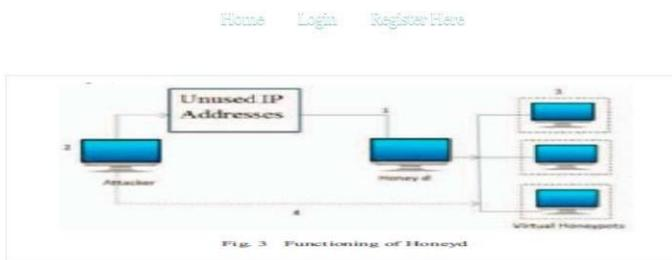 Home Login Register Here
Unused IP
Addresses
1
3
2
Attacker
Honey d
4
Virtual Honeypots
Fig. 3 Functioning of Honeyd